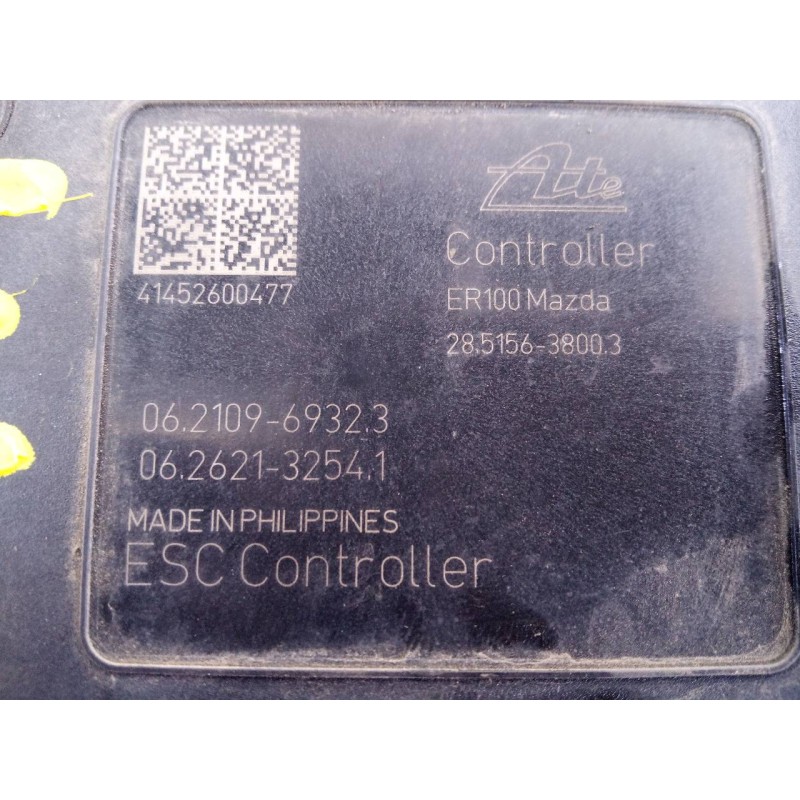 Ate
41452600477
Controller
ER100 Mazda
28.5156-3800.3
06.2109-6932.3
06.2621-3254.1
MADE IN PHILIPPINES
ESC Controller